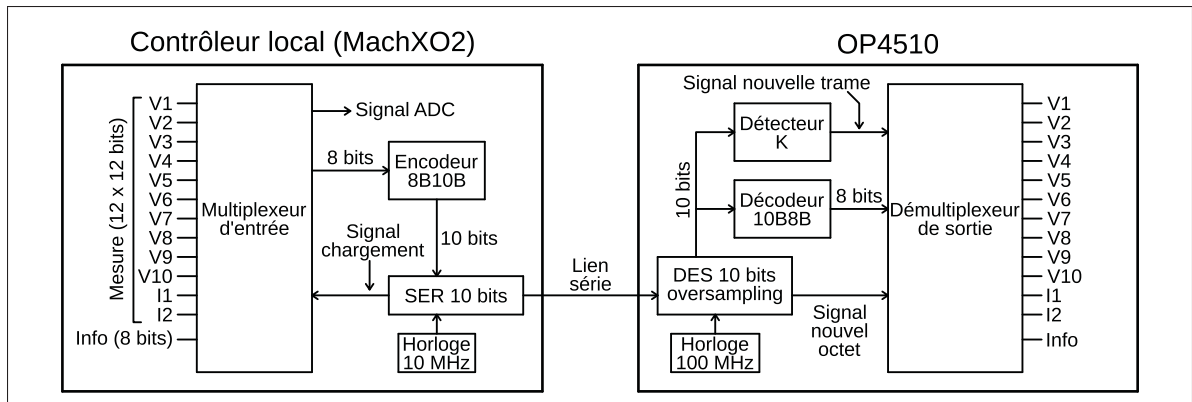 Contrôleur local (MachXO2)
Mesure (12 x 12 bits)
V1
V2
V3
V4
V5
V6
V7
V8
V9
V10
I1
I2
Info (8 bits)
Multiplexeur
d'entrée
Signal ADC
8 bits
Encodeur
8B10B
10 bits
Signal
chargement
SER 10 bits
Horloge
10 MHz
Lien
série
OP4510
Signal nouvelle trame
Détecteur
K
10 bits
Décodeur
10B8B
8 bits
DES 10 bits
oversampling
Horloge
100 MHz
Signal
nouvel
octet
Démultiplexeur
de sortie
V1
V2
V3
V4
V5
V6
V7
V8
V9
V10
I1
I2
Info